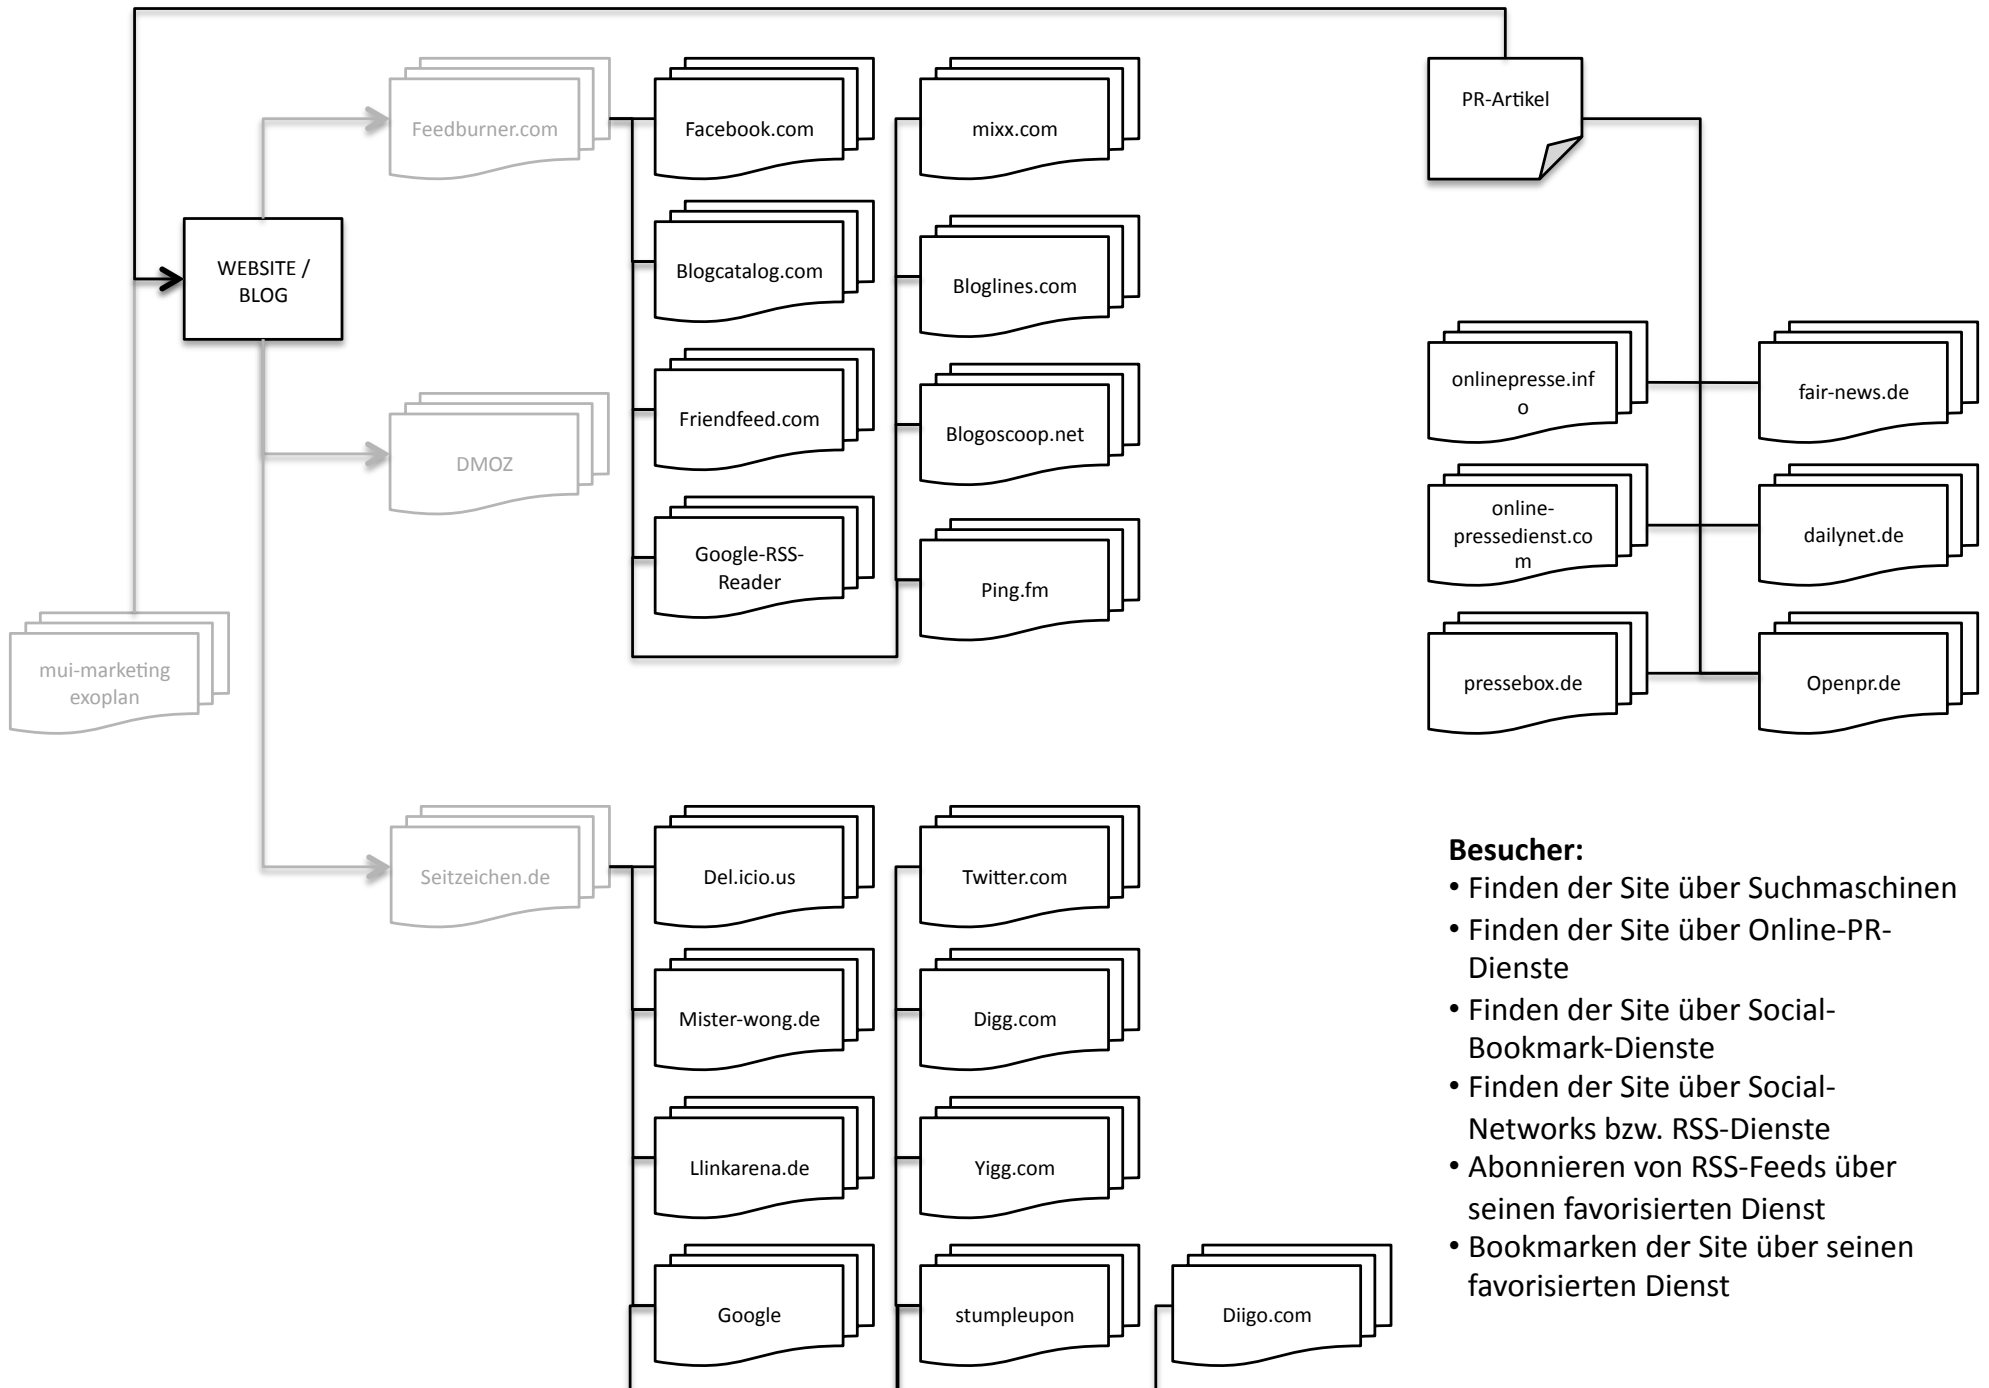 Feedburner.com
Facebook.com
mixx.com
PR-Artikel
WEBSITE /
BLOG
Blogcatalog.com
Bloglines.com
onlinepresse.inf
o
fair-news.de
DMOZ
Friendfeed.com
Blogoscoop.net
online-
pressedienst.co
m
dailynet.de
Google-RSS-
Reader
Ping.fm
mui-marketing
exoplan
pressebox.de
Openpr.de
Seitzeichen.de
Del.icio.us
Twitter.com
Mister-wong.de
Digg.com
Llinkarena.de
Yigg.com
Google
stumpleupon
Diigo.com
Besucher:
• Finden der Site über Suchmaschinen
• Finden der Site über Online-PR-
Dienste
• Finden der Site über Social-
Bookmark-Dienste
• Finden der Site über Social-
Networks bzw. RSS-Dienste
• Abonnieren von RSS-Feeds über
seinen favorisierten Dienst
• Bookmarken der Site über seinen
favorisierten Dienst